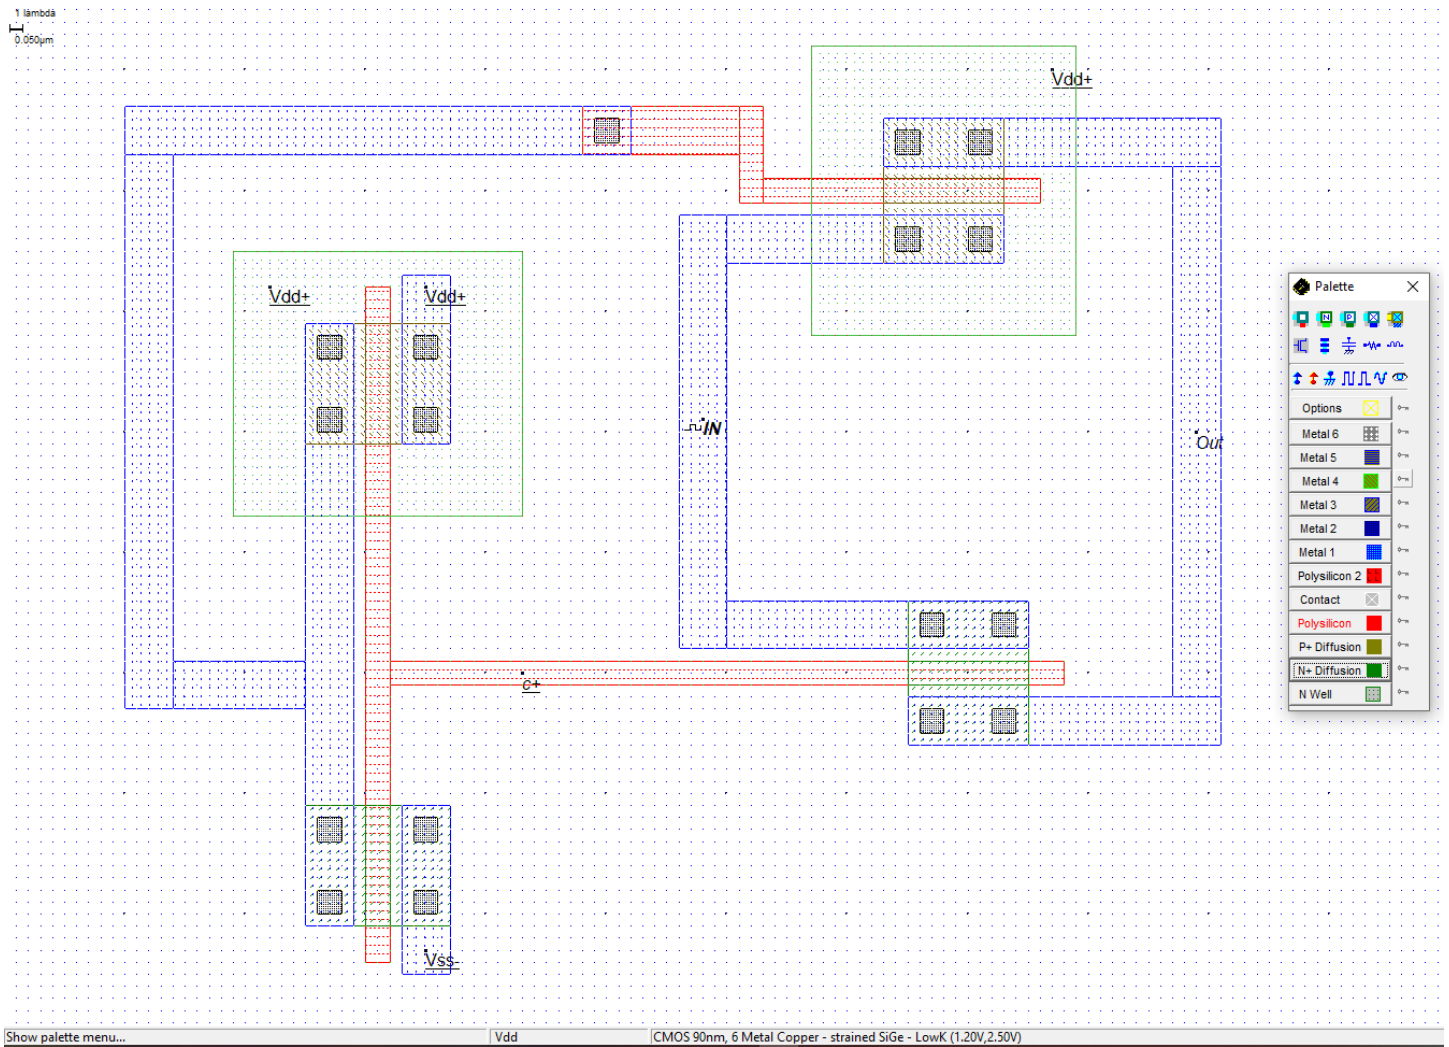 1 lambda
0.050µm
Vdd+
Vdd+
Vdd+
IN
Out
c+
Vss-
Palette
Options
Metal 6
Metal 5
Metal 4
Metal 3
Metal 2
Metal 1
Polysilicon 2
Contact
Polysilicon
P+ Diffusion
N+ Diffusion
N Well
Show palette menu...
Vdd
CMOS 90nm, 6 Metal Copper - strained SiGe - LowK (1.20V,2.50V)